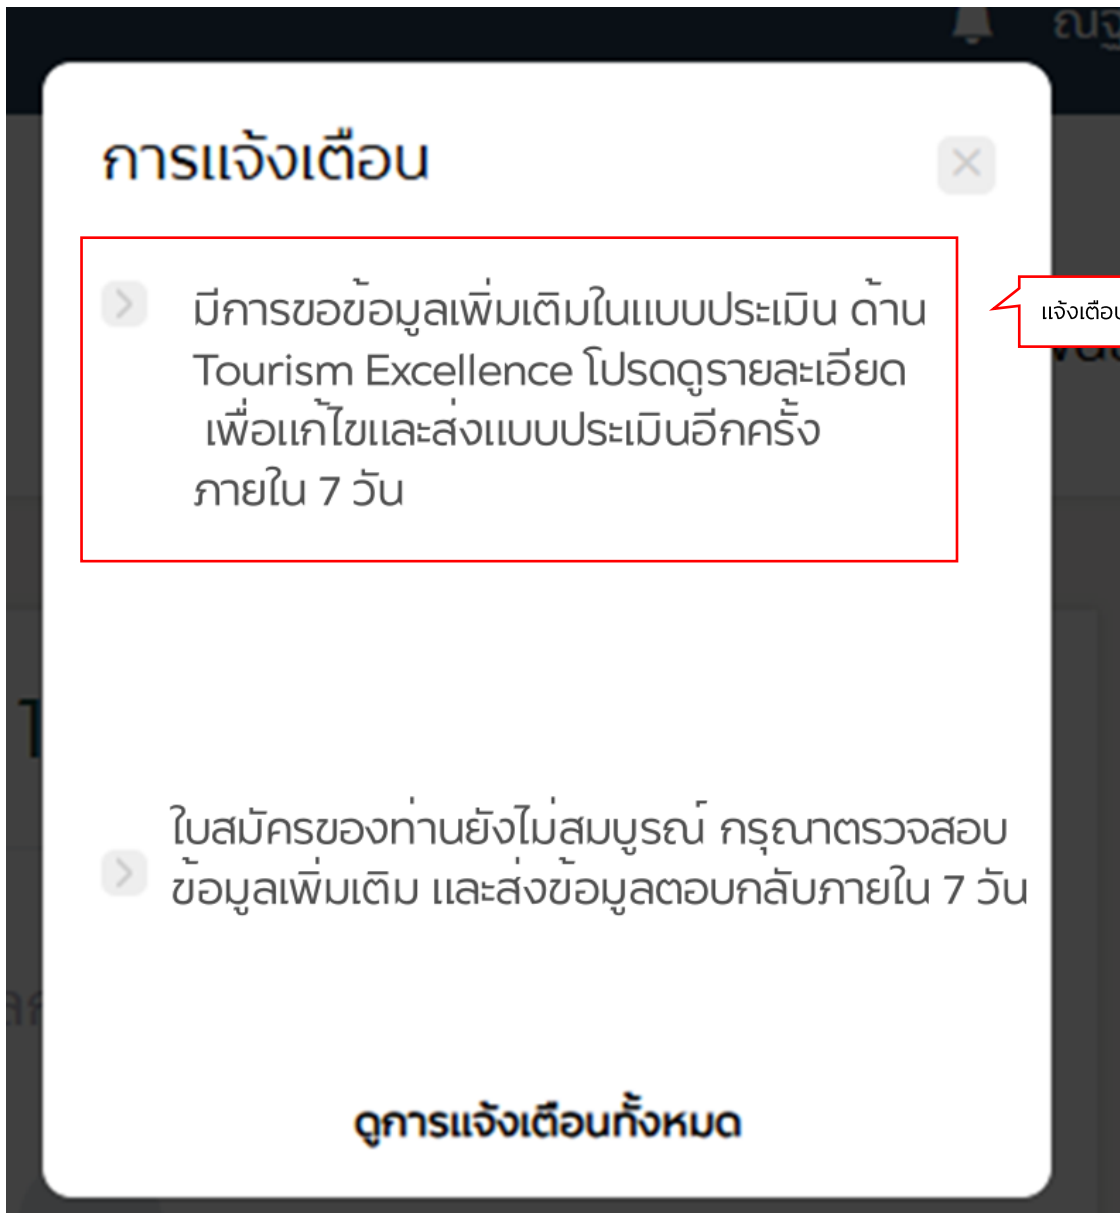 การแจ้งเตือน
มีการขอข้อมูลเพิ่มเติมในแบบประเมิน ด้าน
Tourism Excellence โปรดดูรายละเอียด
เพื่อแก้ไขและส่งแบบประเมินอีกครั้ง
ภายใน 7 วัน
แจ้งเตือน
ใบสมัครของท่านยังไม่สมบูรณ์ กรุณาตรวจสอบ
ข้อมูลเพิ่มเติม และส่งข้อมูลตอบกลับภายใน 7 วัน
ดูการแจ้งเตือนทั้งหมด